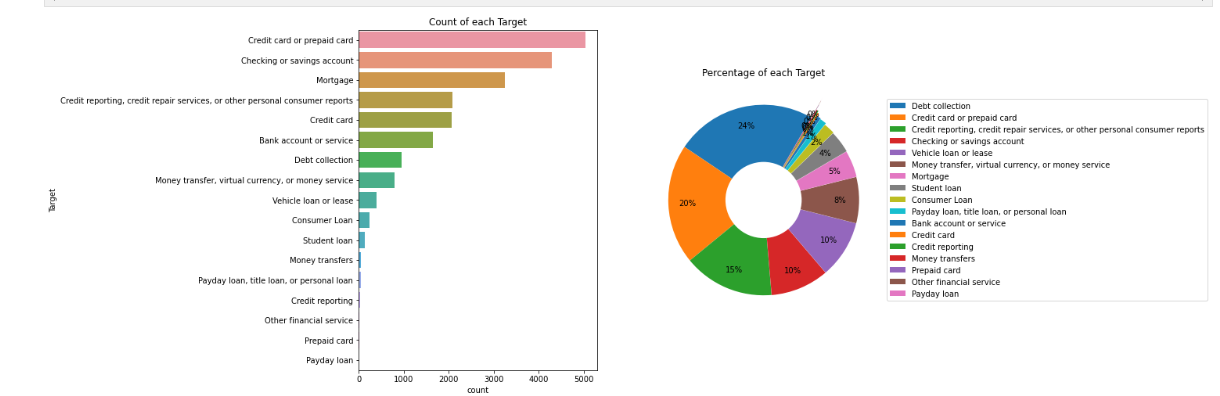 Count of each Target
Credit card or prepaid card
Checking or savings account
Mortgage
Credit reporting, credit repair services, or other personal consumer reports
Credit card
Bank account or service
Debt collection
Money transfer, virtual currency, or money service
Vehicle loan or lease
Consumer Loan
Student loan
Money transfers
Payday loan, title loan, or personal loan
Credit reporting
Other financial service
Prepaid card
Payday loan
Target
0 1000 2000 3000 4000 5000
count
Percentage of each Target
24%
20%
15%
10%
10%
8%
5%
4%
2%
Debt collection
Credit card or prepaid card
Credit reporting, credit repair services, or other personal consumer reports
Checking or savings account
Vehicle loan or lease
Money transfer, virtual currency, or money service
Mortgage
Student loan
Consumer Loan
Payday loan, title loan, or personal loan
Bank account or service
Credit card
Credit reporting
Money transfers
Prepaid card
Other financial service
Payday loan